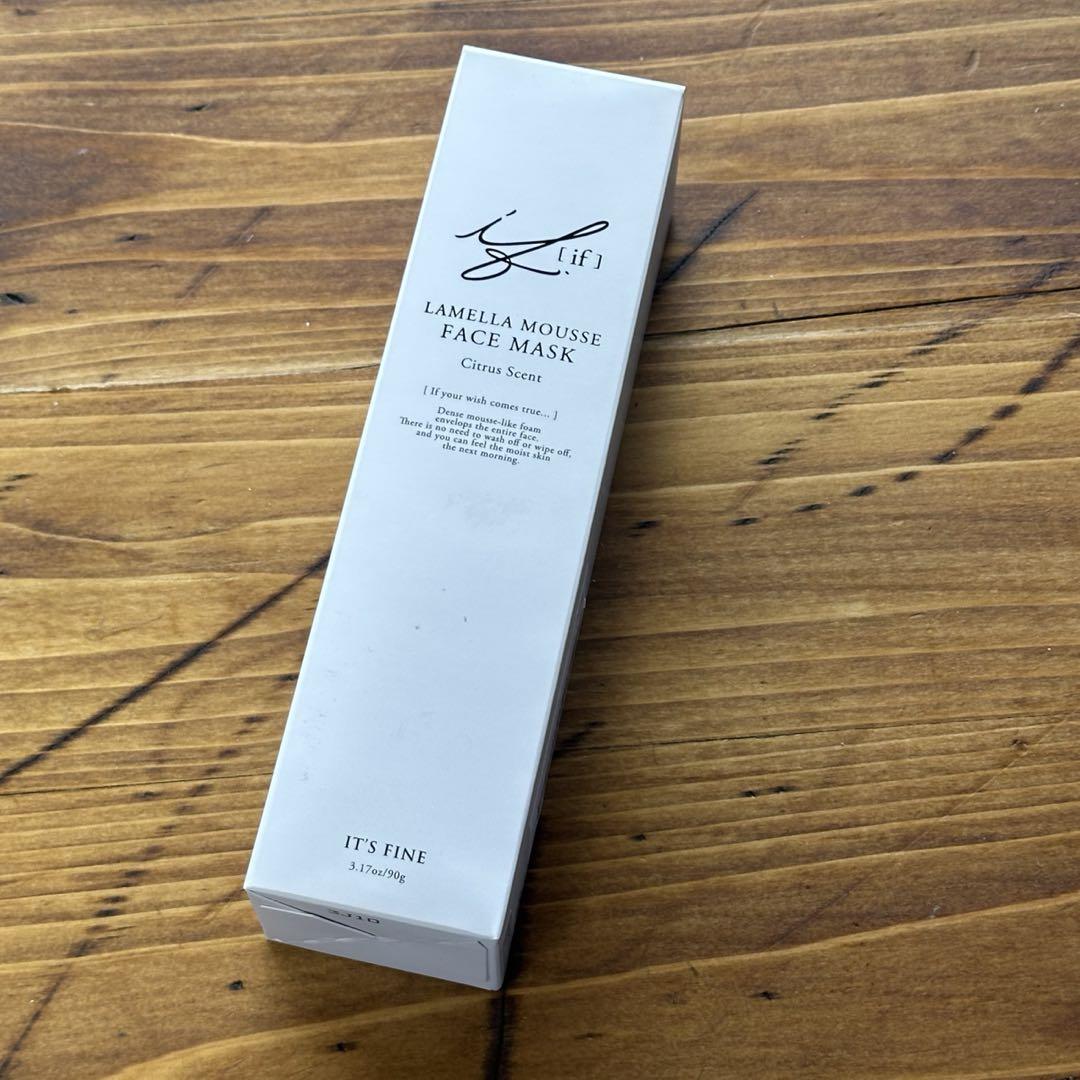 if.
[ if ]
LAMELLA MOUSSE
FACE MASK
Citrus Scent
[ If your wish comes true... ]
Dense mousse-like foam
envelops the entire face.
There is no need to wash off or wipe off,
and you can feel the moist skin
the next morning.
IT'S FINE
3.17oz/90g